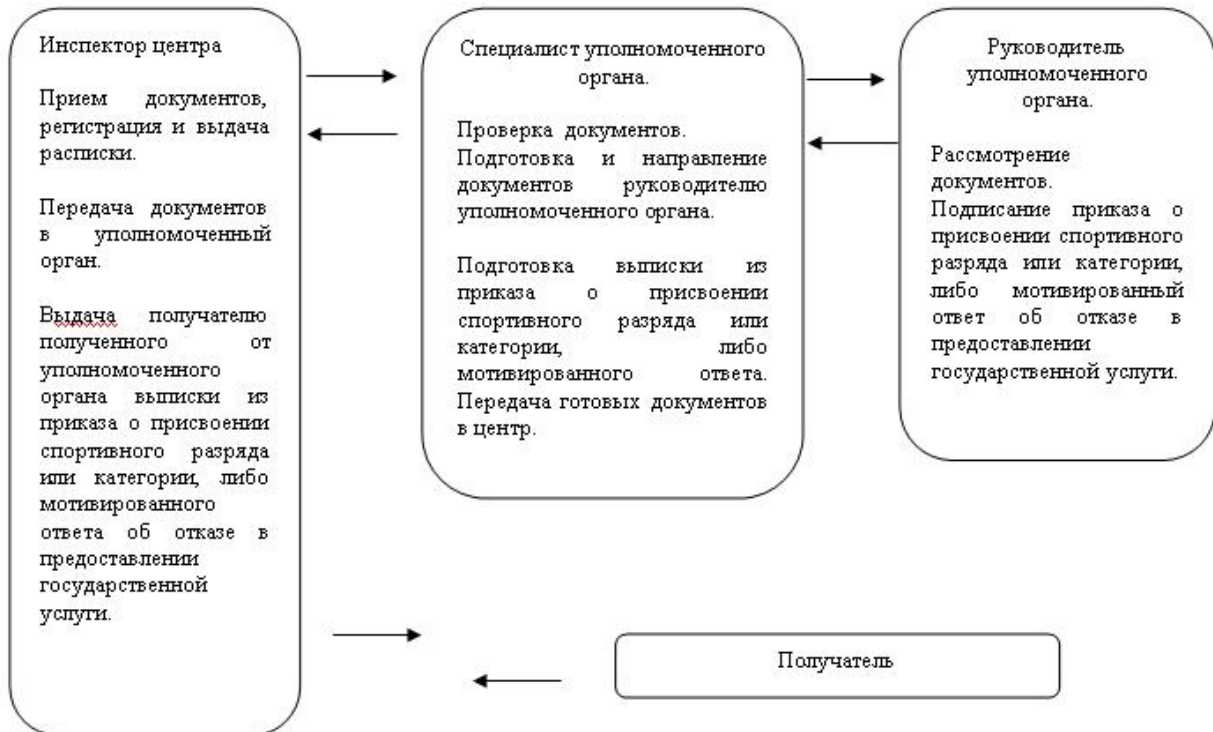 Инспектор центра
Прием документов,
регистрация и выдача
расписки.
Передача документов
в уполномоченный
орган.
Выдача получателю
полученного от
уполномоченного
органа выписки из
приказа о присвоении
спортивного разряда
или категории, либо
мотивированного
ответа об отказе в
предоставлении
государственной
услуги.
Специалист уполномоченного
органа.
Проверка документов.
Подготовка и направление
документов руководителю
уполномоченного органа.
Подготовка выписки из
приказа о присвоении
спортивного разряда или
категории, либо
мотивированного ответа.
Передача готовых документов
в центр.
Руководитель
уполномоченного
органа.
Рассмотрение
документов.
Подписание приказа о
присвоении спортивного
разряда или категории,
либо мотивированный
ответ об отказе в
предоставлении
государственной услуги.
Получатель